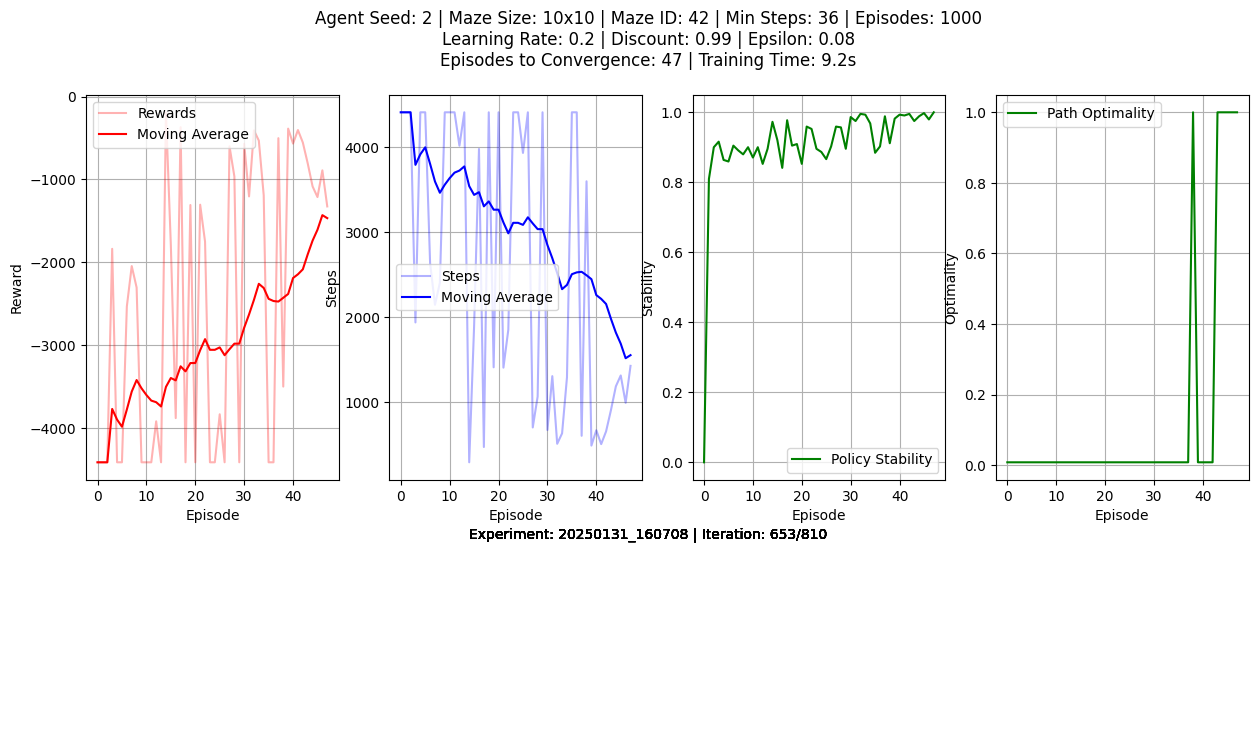 Agent Seed: 2 | Maze Size: 10x10 | Maze ID: 42 | Min Steps: 36 | Episodes: 1000
Learning Rate: 0.2 | Discount: 0.99 | Epsilon: 0.08
Episodes to Convergence: 47 | Training Time: 9.2s
Reward
0
−1000
−2000
−3000
−4000
Rewards
Moving Average
0
10
20
30
40
Episode
Steps
4000
3000
2000
1000
Steps
Moving Average
0
10
20
30
40
Episode
Stability
1.0
0.8
0.6
0.4
0.2
0.0
Policy Stability
0
10
20
30
40
Episode
Optimality
1.0
0.8
0.6
0.4
0.2
0.0
Path Optimality
0
10
20
30
40
Episode
Experiment: 20250131_160708 | Iteration: 653/810